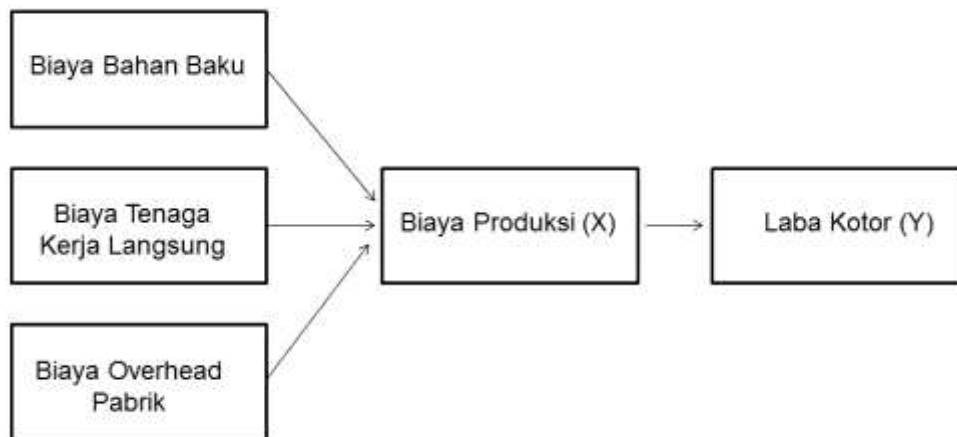 Biaya Bahan Baku
Biaya Tenaga
Kerja Langsung
Biaya Overhead
Pabrik
Biaya Produksi (X)
Laba Kotor (Y)